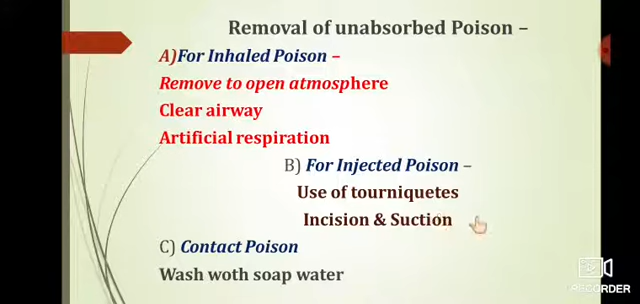 Removal of unabsorbed Poison –
A)For Inhaled Poison –
Remove to open atmosphere
Clear airway
Artificial respiration
B) For Injected Poison –
Use of tourniquetes
Incision & Suction
C) Contact Poison
Wash woth soap water
RECORDER